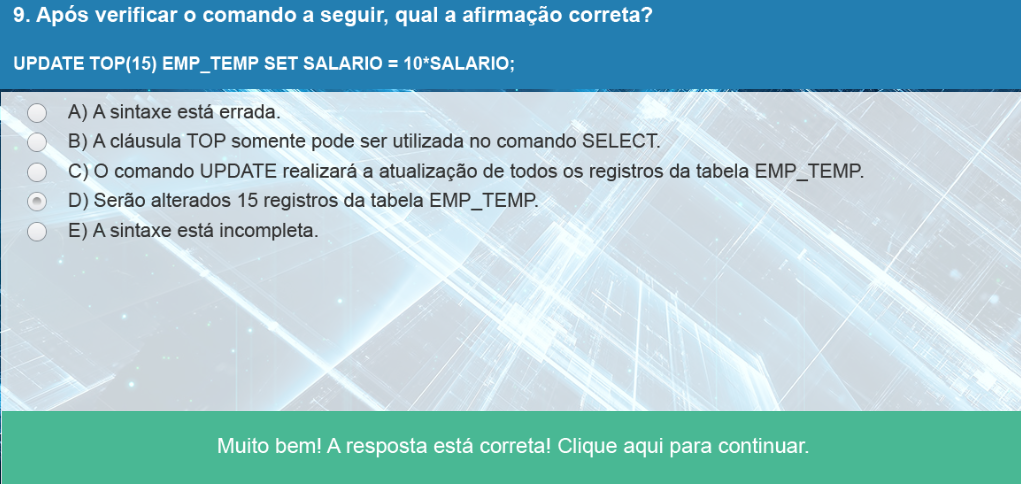 9. Após verificar o comando a seguir, qual a afirmação correta?
UPDATE TOP(15) EMP_TEMP SET SALARIO = 10*SALARIO;
A) A sintaxe está errada.
B) A cláusula TOP somente pode ser utilizada no comando SELECT.
C) O comando UPDATE realizará a atualização de todos os registros da tabela EMP_TEMP.
D) Serão alterados 15 registros da tabela EMP_TEMP.
E) A sintaxe está incompleta.
Muito bem! A resposta está correta! Clique aqui para continuar.